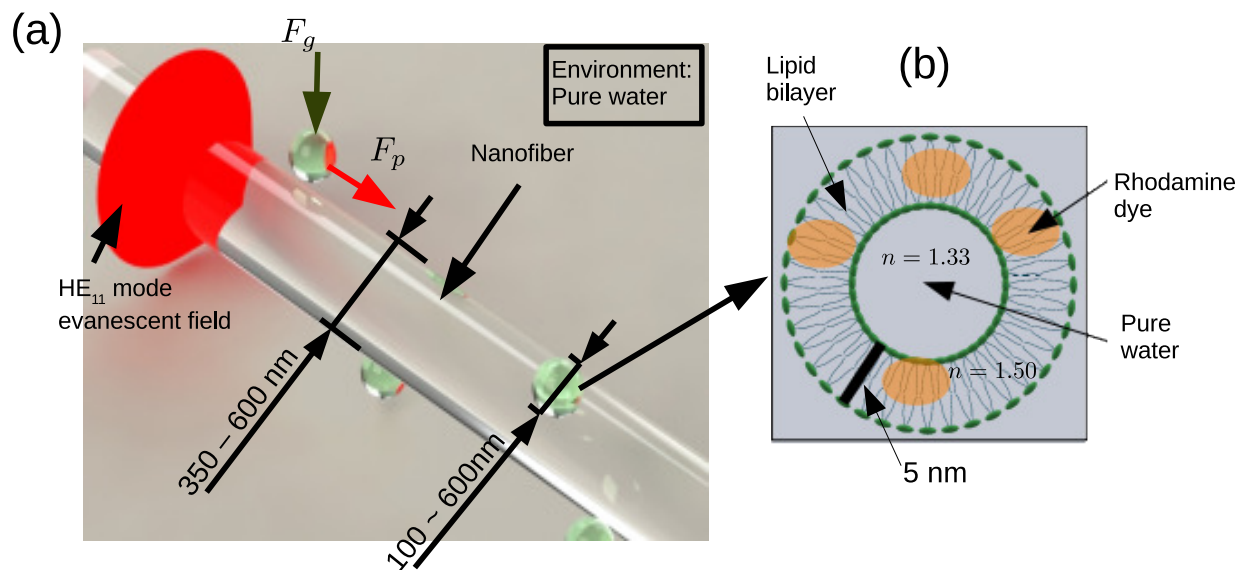 (a)
F_g
Environment:
Pure water
F_p
Nanofiber
HE₁₁ mode
evanescent field
350 – 600 nm
100 ~ 600nm
(b)
Lipid
bilayer
Rhodamine
dye
n = 1.33
Pure
water
n = 1.50
5 nm